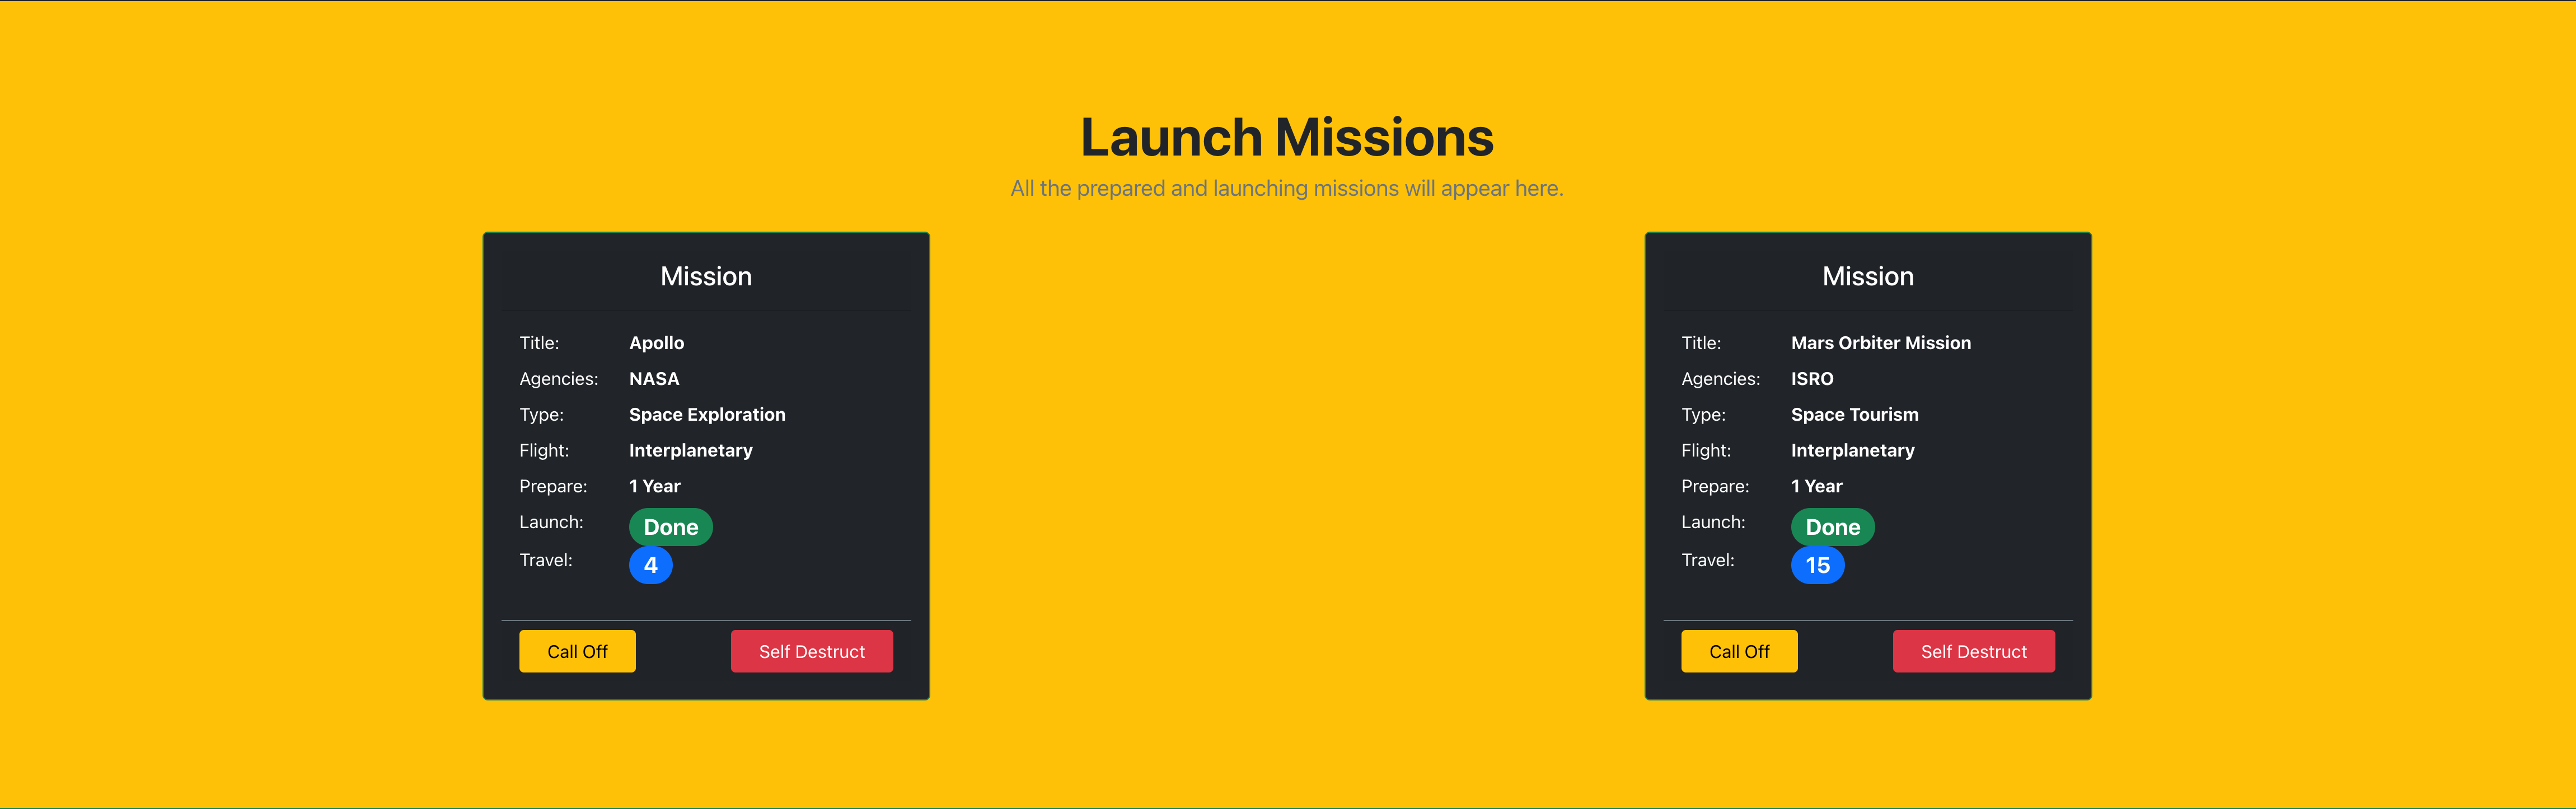 Launch Missions
All the prepared and launching missions will appear here.
Mission
Title: Apollo
Agencies: NASA
Type: Space Exploration
Flight: Interplanetary
Prepare: 1 Year
Launch: Done
Travel: 4
Call Off Self Destruct
Mission
Title: Mars Orbiter Mission
Agencies: ISRO
Type: Space Tourism
Flight: Interplanetary
Prepare: 1 Year
Launch: Done
Travel: 15
Call Off Self Destruct